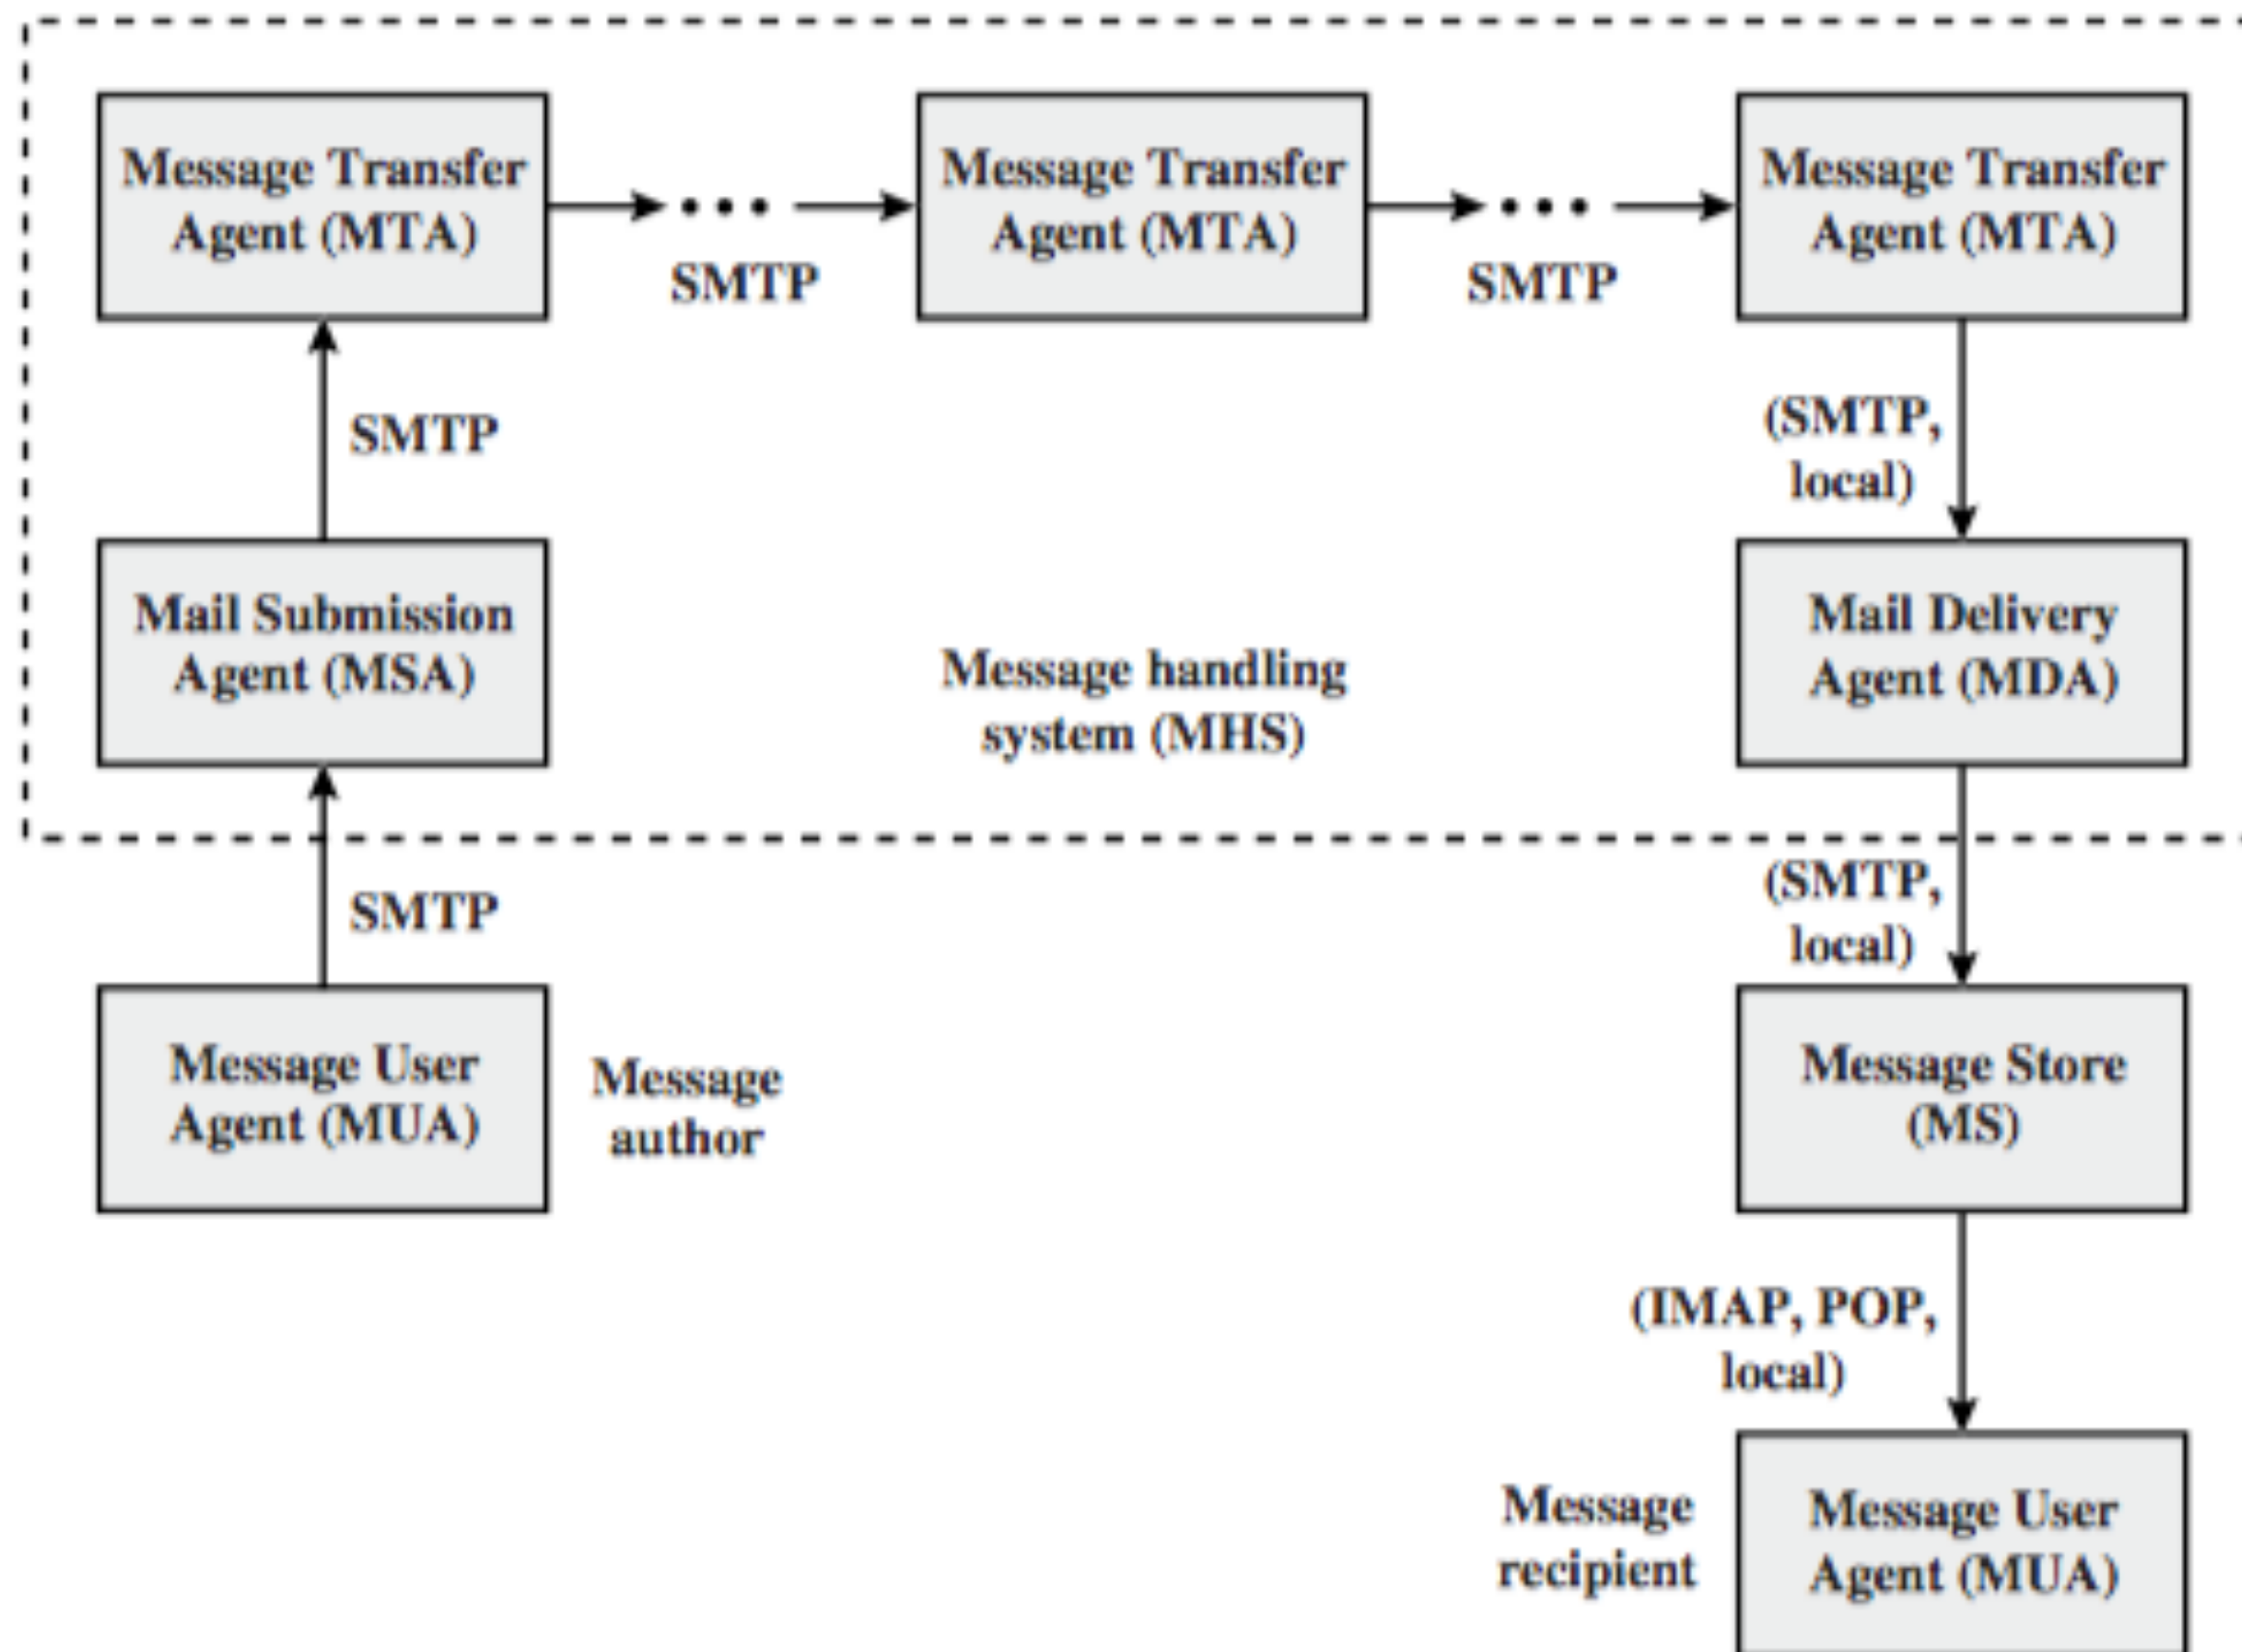 Message Transfer
Agent (MTA)
SMTP
Message Transfer
Agent (MTA)
SMTP
Message Transfer
Agent (MTA)
SMTP
(SMTP,
local)
Mail Submission
Agent (MSA)
Message handling
system (MHS)
Mail Delivery
Agent (MDA)
SMTP
(SMTP,
local)
Message User
Agent (MUA)
Message
author
Message Store
(MS)
(IMAP, POP,
local)
Message
recipient
Message User
Agent (MUA)